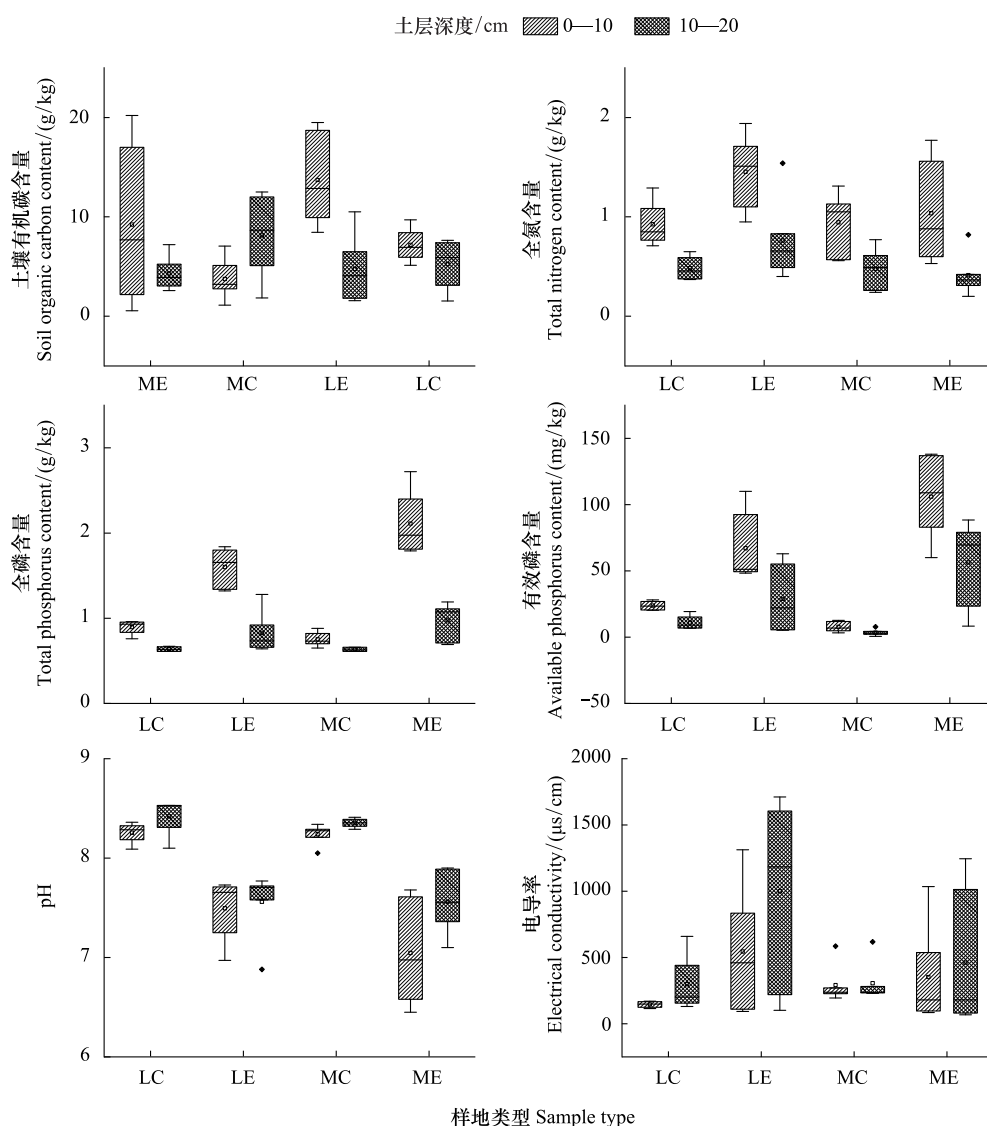 土层深度/cm 0—10 10—20
土壤有机碳含量
Soil organic carbon content/(g/kg)
20
10
0
ME MC LE LC
全氮含量
Total nitrogen content/(g/kg)
2
1
0
LC LE MC ME
全磷含量
Total phosphorus content/(g/kg)
3
2
1
0
LC LE MC ME
有效磷含量
Available phosphorus content/(mg/kg)
150
100
50
0
−50
LC LE MC ME
pH
9
8
7
6
LC LE MC ME
电导率
Electrical conductivity/(μs/cm)
2000
1500
1000
500
0
LC LE MC ME
样地类型 Sample type